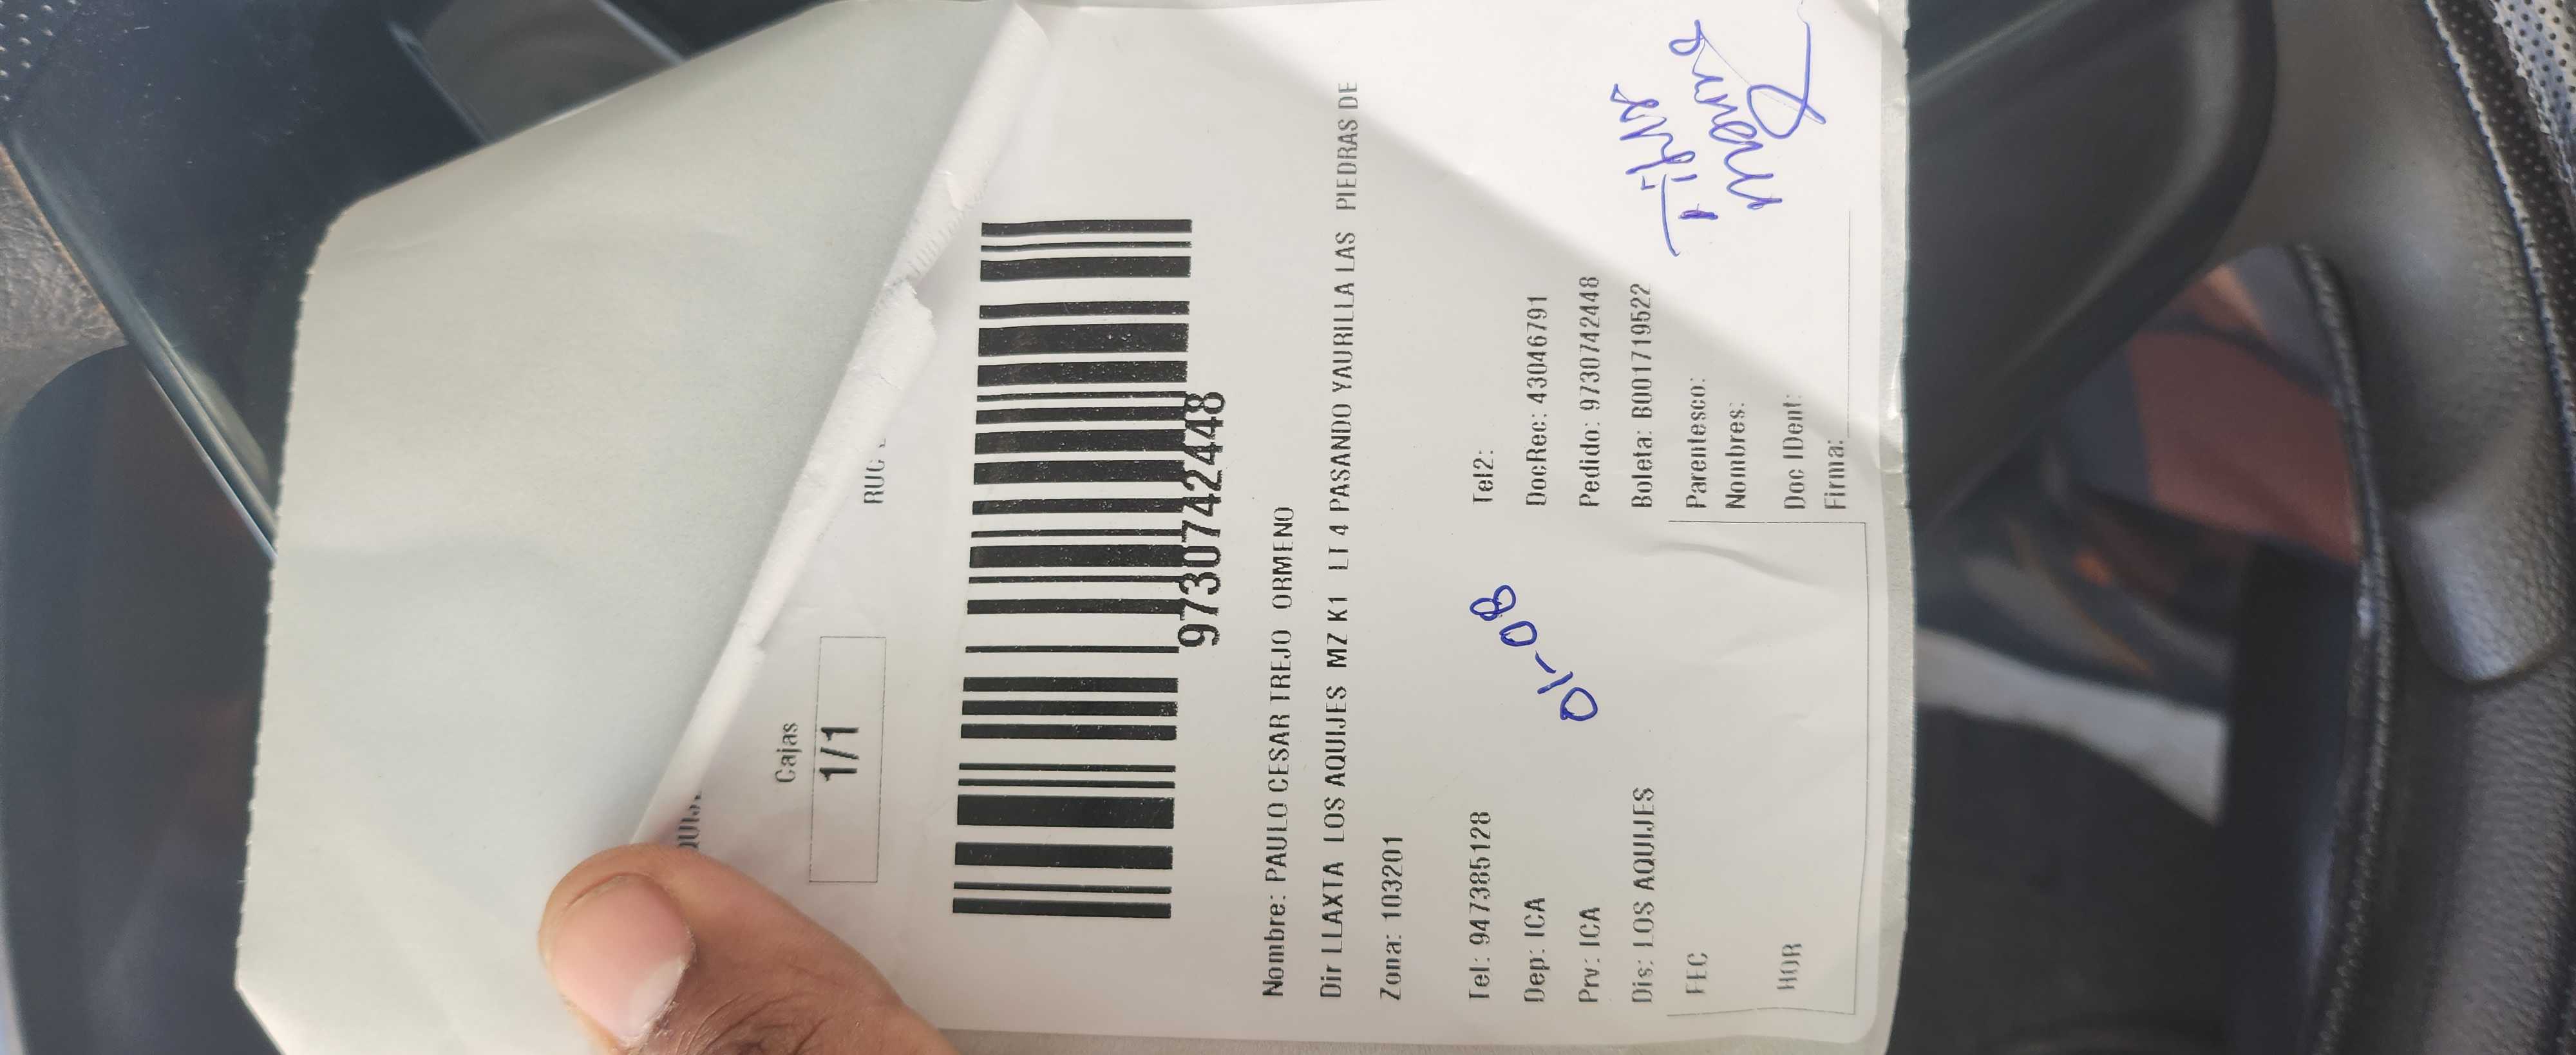 Cajas
1/1
RUC
9730742448
Nombre: PAULO CESAR TREJO ORMENO
Dir LLAXTA LOS AQUIJES MZ K1 LT 4 PASANDO YAURILLA LAS PIEDRAS DE
Zona: 103201
Tel: 947385128
Tel2:
Dep: ICA
DocRec: 43046791
Prv: ICA
Pedido: 9730742448
Dis: LOS AQUIJES
Boleta: B001719522
01-08
FEC
HOR
Parentesco:
Nombres:
Doc IDent:
Firma: